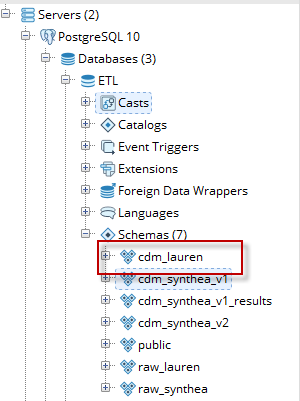 Servers (2)
PostgreSQL 10
Databases (3)
ETL
Casts
Catalogs
Event Triggers
Extensions
Foreign Data Wrappers
Languages
Schemas (7)
cdm_lauren
cdm_synthea_v1
cdm_synthea_v1_results
cdm_synthea_v2
public
raw_lauren
raw_synthea